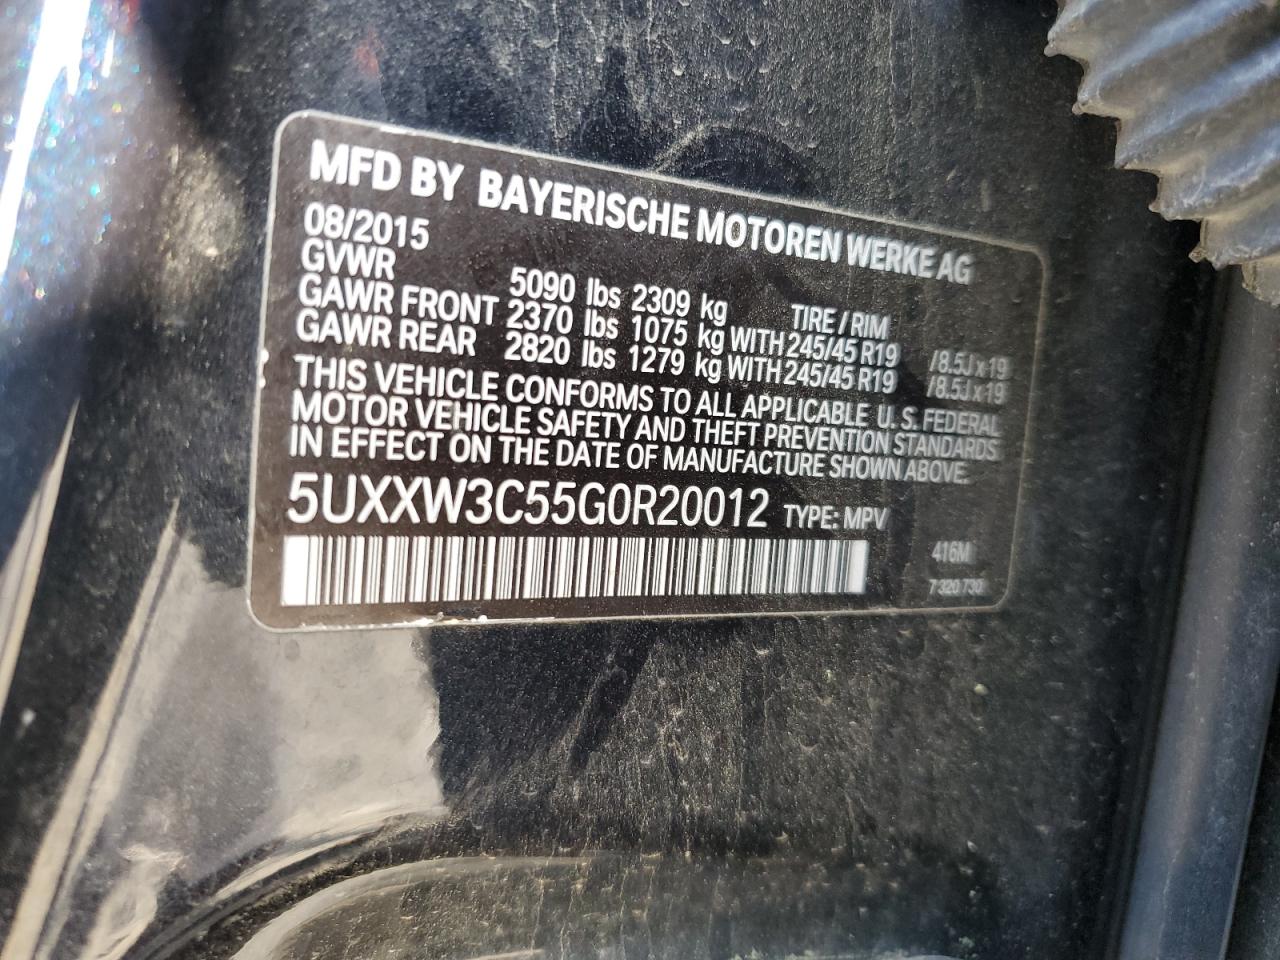 MFD BY BAYERISCHE MOTOREN WERKE AG
08/2015
GVWR 5090 lbs 2309 kg TIRE / RIM
GAWR FRONT 2370 lbs 1075 kg WITH 245/45 R19 /8.5J x 19
GAWR REAR 2820 lbs 1279 kg WITH 245/45 R19 /8.5J x 19
THIS VEHICLE CONFORMS TO ALL APPLICABLE U.S. FEDERAL
MOTOR VEHICLE SAFETY AND THEFT PREVENTION STANDARDS
IN EFFECT ON THE DATE OF MANUFACTURE SHOWN ABOVE.
5UXXW3C55G0R20012 TYPE: MPV
416M
7 320 730